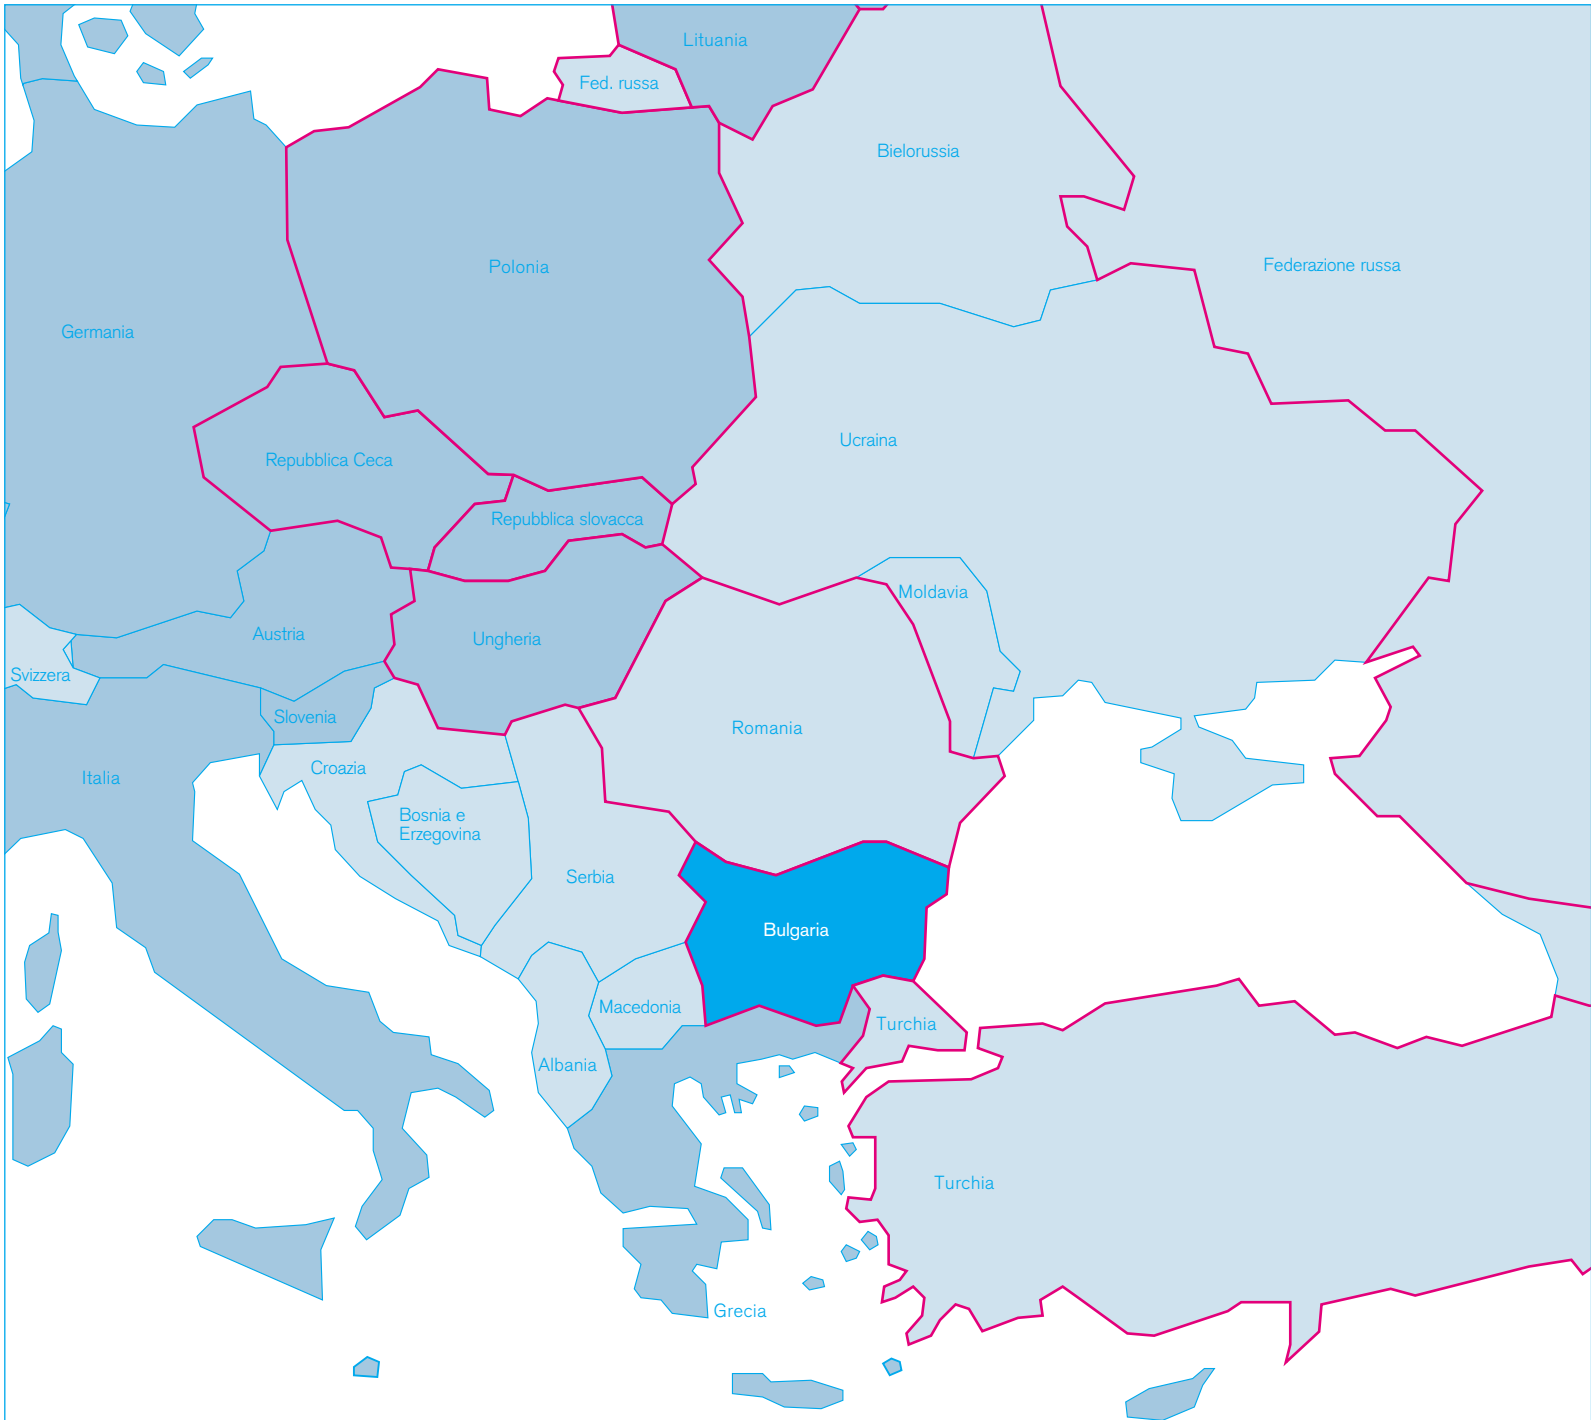 Lituania
Fed. russa
Bielorussia
Polonia
Federazione russa
Germania
Ucraina
Repubblica Ceca
Repubblica slovacca
Moldavia
Austria
Ungheria
Svizzera
Slovenia
Romania
Croazia
Italia
Bosnia e
Erzegovina
Serbia
Bulgaria
Macedonia
Turchia
Albania
Turchia
Grecia